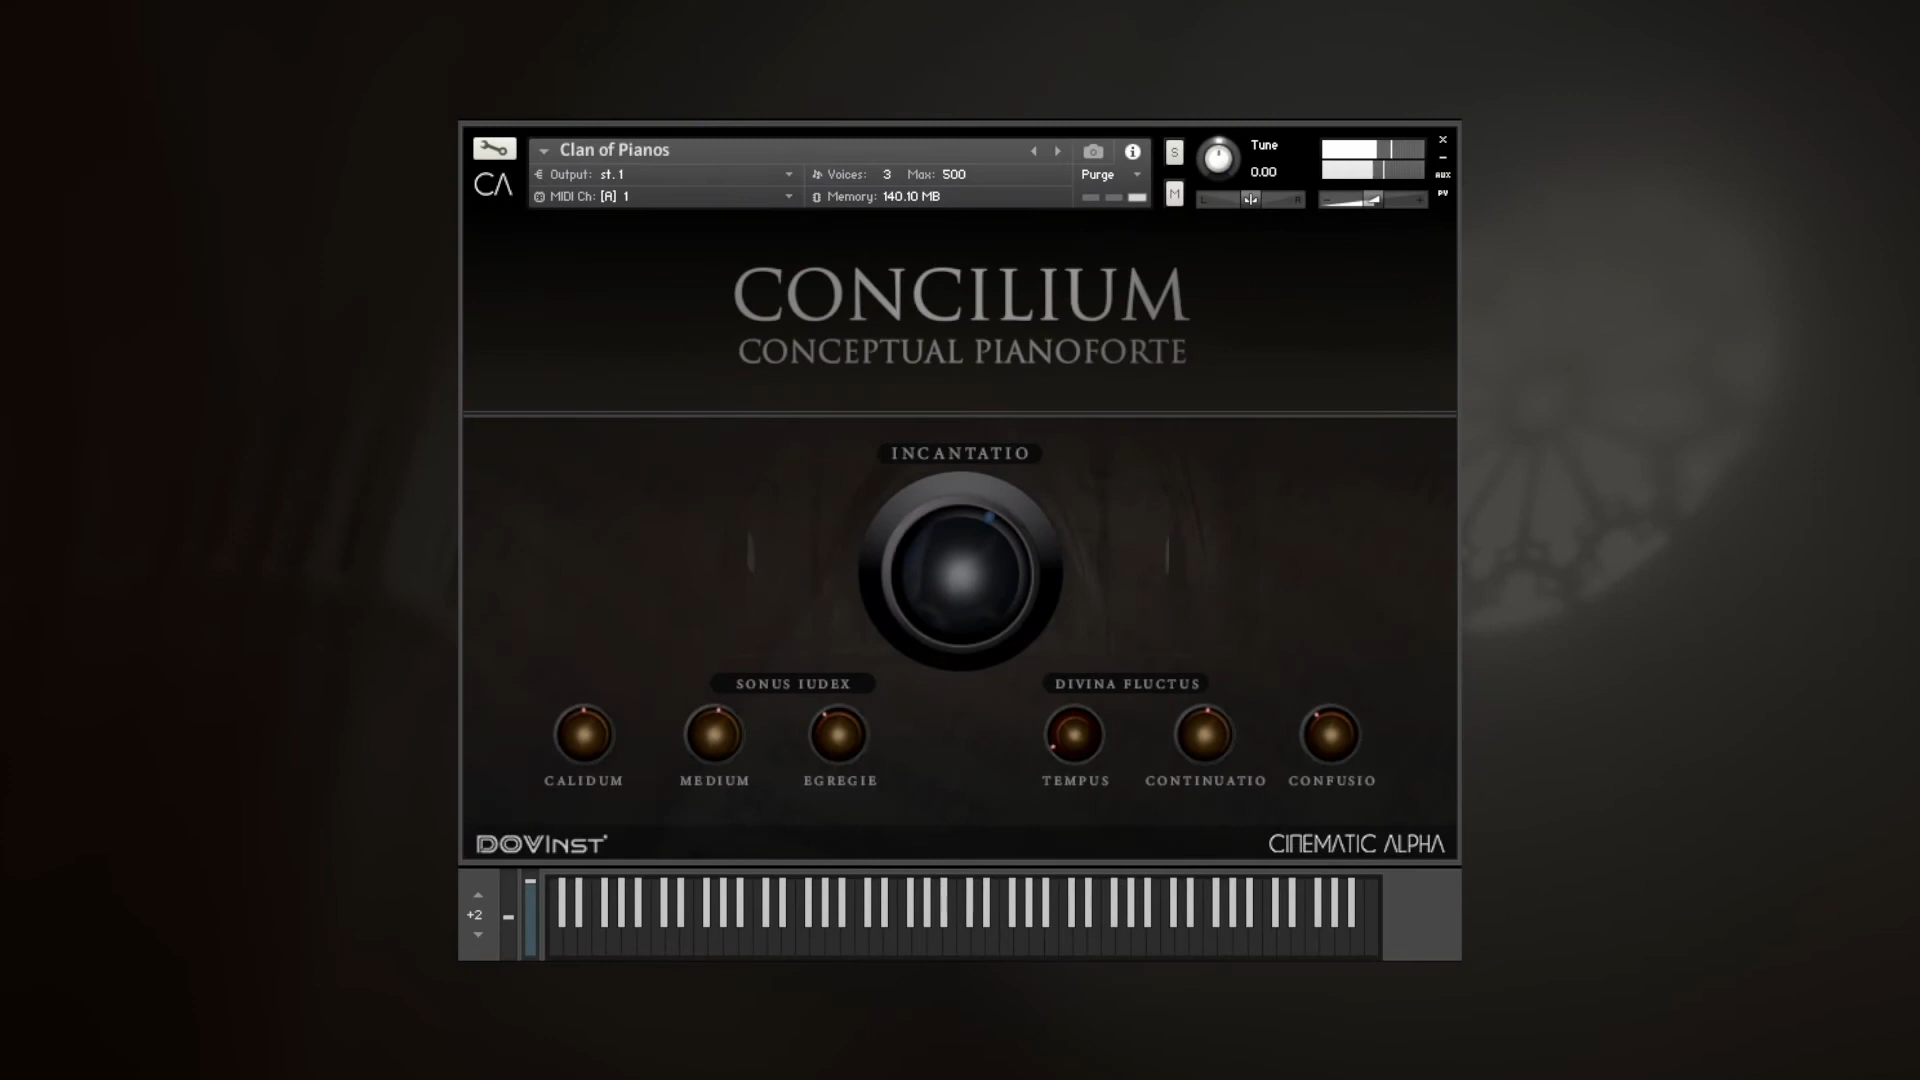 Clan of Pianos
Output: st. 1
Voices: 3 Max: 500
Purge
MIDI Ch: [A] 1
Memory: 140.10 MB
S
M
Tune
0.00
L R
- +
×
-
AUX
PV
CA
CONCILIUM
CONCEPTUAL PIANOFORTE
INCANTATIO
SONUS IUDEX
DIVINA FLUCTUS
CALIDUM
MEDIUM
EGREGIE
TEMPUS
CONTINUATIO
CONFUSIO
DOVINST
CINEMATIC ALPHA
+2